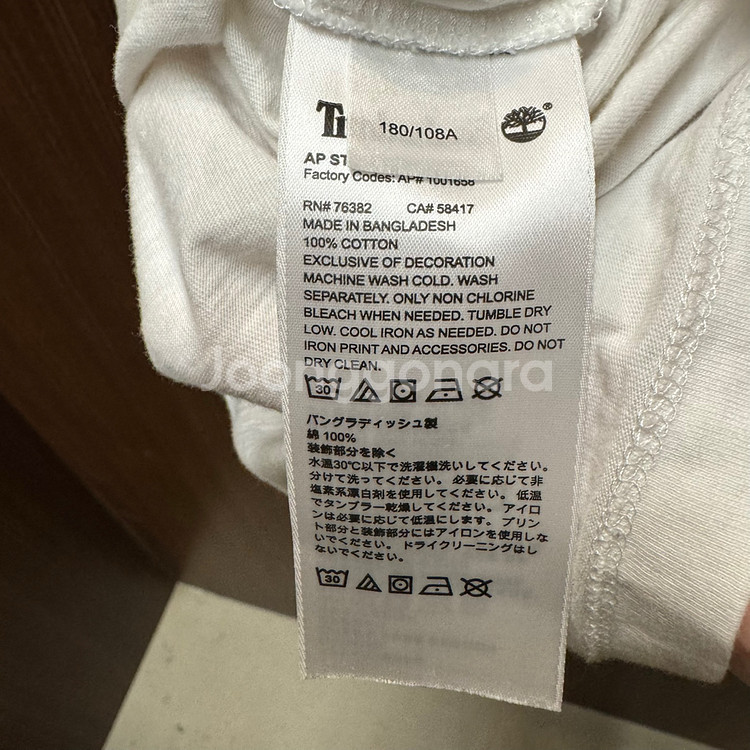 180/108A
Ti
AP ST
Factory Codes: AP# 1001658
RN# 76382 CA# 58417
MADE IN BANGLADESH
100% COTTON
EXCLUSIVE OF DECORATION
MACHINE WASH COLD. WASH
SEPARATELY. ONLY NON CHLORINE
BLEACH WHEN NEEDED. TUMBLE DRY
LOW. COOL IRON AS NEEDED. DO NOT
IRON PRINT AND ACCESSORIES. DO NOT
DRY CLEAN.
Joonggonara
30
バングラディッシュ製
綿 100%
装飾部分を除く
水温30℃以下で洗濯機洗いしてください。
分けて洗ってください。 必要に応じて非
塩素系漂白剤を使用してください。 低温
でタンブラー乾燥してください。 アイロ
ンは必要に応じて低温にします。 プリン
ト部分と装飾部分にはアイロンを使用しな
いでください。 ドライクリーニングはし
ないでください。
30